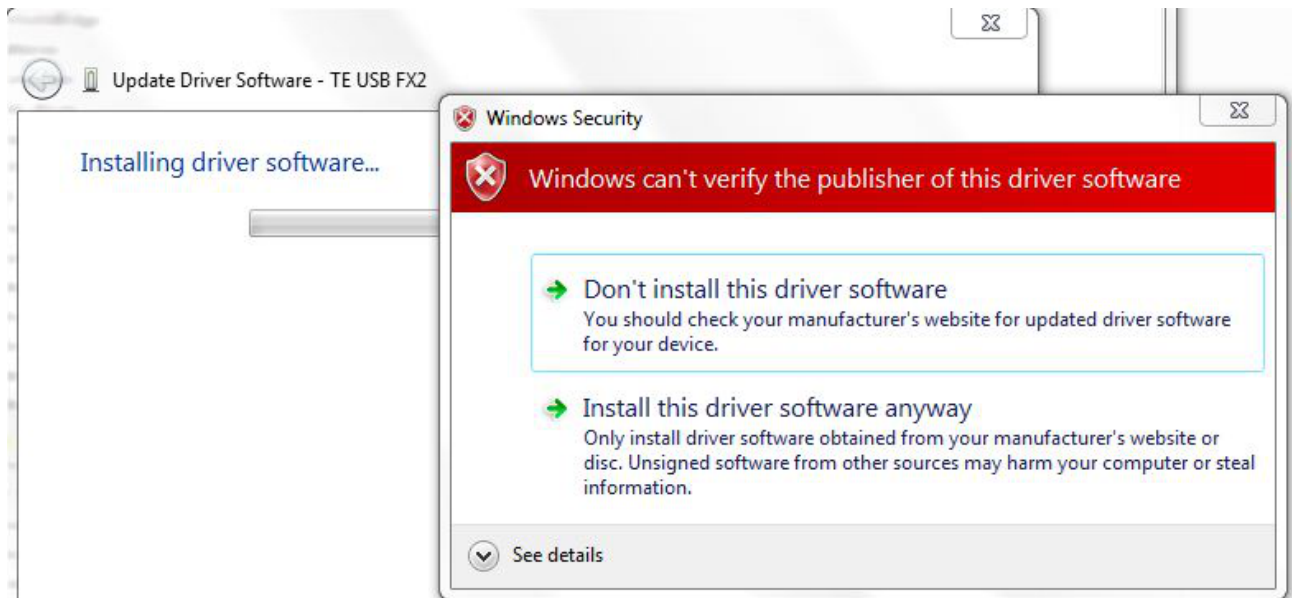 Update Driver Software - TE USB FX2
Installing driver software...
Windows Security
Windows can't verify the publisher of this driver software
Don't install this driver software
You should check your manufacturer's website for updated driver software
for your device.
Install this driver software anyway
Only install driver software obtained from your manufacturer's website or
disc. Unsigned software from other sources may harm your computer or steal
information.
See details